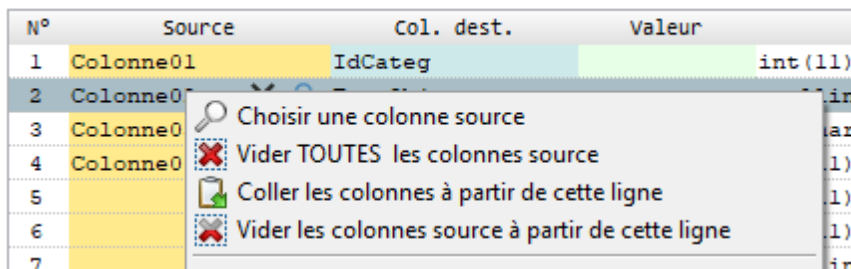 N° Source Col. dest. Valeur
1 Colonne01 IdCateg int(11)
2
3
4
5
6
7
Choisir une colonne source
Vider TOUTES les colonnes source
Coller les colonnes à partir de cette ligne
Vider les colonnes source à partir de cette ligne